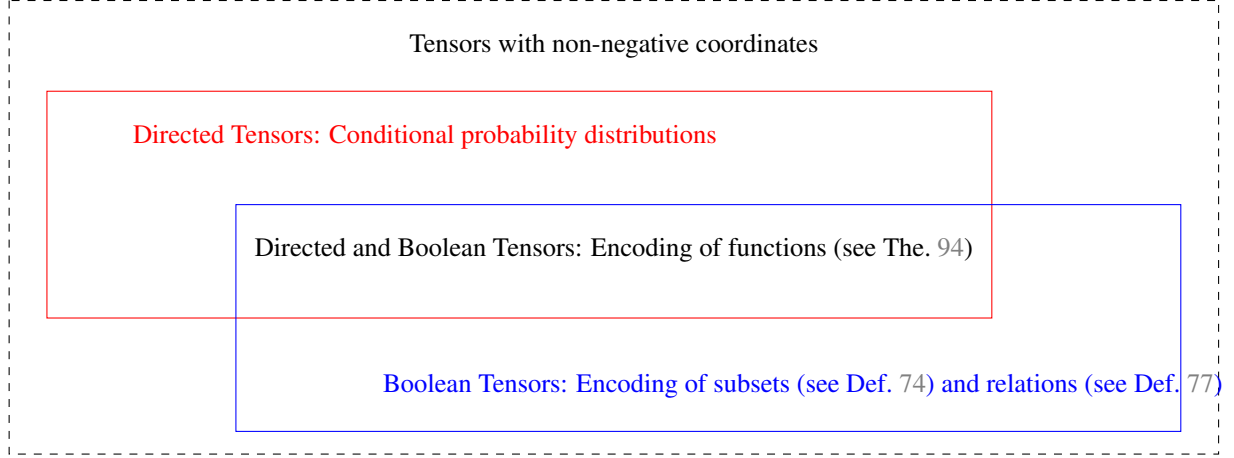 Tensors with non-negative coordinates
Directed Tensors: Conditional probability distributions
Directed and Boolean Tensors: Encoding of functions (see The. 94)
Boolean Tensors: Encoding of subsets (see Def. 74) and relations (see Def. 77)